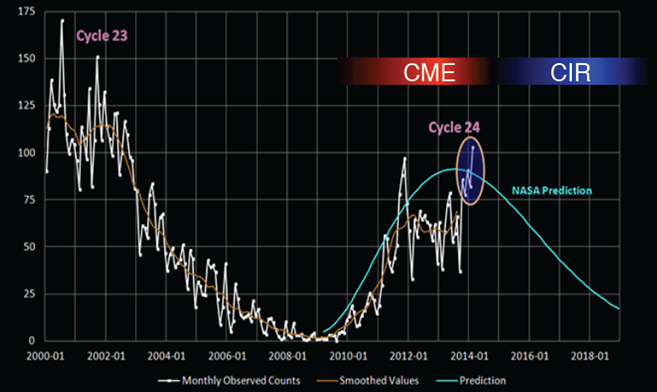 175
Cycle 23
150
CME
CIR
125
Cycle 24
100
NASA Prediction
75
50
25
0
2000-01 2002-01 2004-01 2006-01 2008-01 2010-01 2012-01 2014-01 2016-01 2018-01
Monthly Observed Counts Smoothed Values Prediction